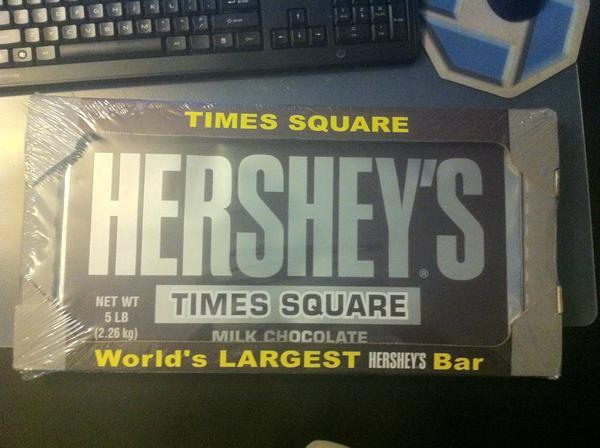 TIMES SQUARE
HERSHEY'S
®
NET WT
5 LB
(2.26 kg)
TIMES SQUARE
MILK CHOCOLATE
World's LARGEST HERSHEY'S Bar